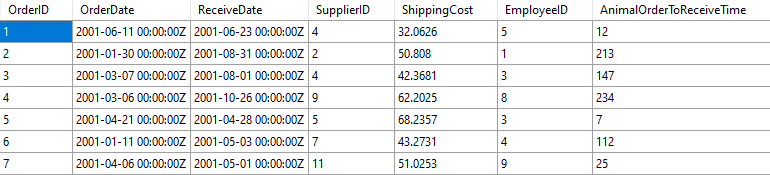 OrderID OrderDate ReceiveDate SupplierID ShippingCost EmployeeID AnimalOrderToReceiveTime
1 2001-06-11 00:00:00Z 2001-06-23 00:00:00Z 4 32.0626 5 12
2 2001-01-30 00:00:00Z 2001-08-31 00:00:00Z 2 50.808 1 213
3 2001-03-07 00:00:00Z 2001-08-01 00:00:00Z 4 42.3681 3 147
4 2001-03-06 00:00:00Z 2001-10-26 00:00:00Z 9 62.2025 8 234
5 2001-04-21 00:00:00Z 2001-04-28 00:00:00Z 5 68.2357 3 7
6 2001-01-11 00:00:00Z 2001-05-03 00:00:00Z 7 43.2731 4 112
7 2001-04-06 00:00:00Z 2001-05-01 00:00:00Z 11 51.0253 9 25